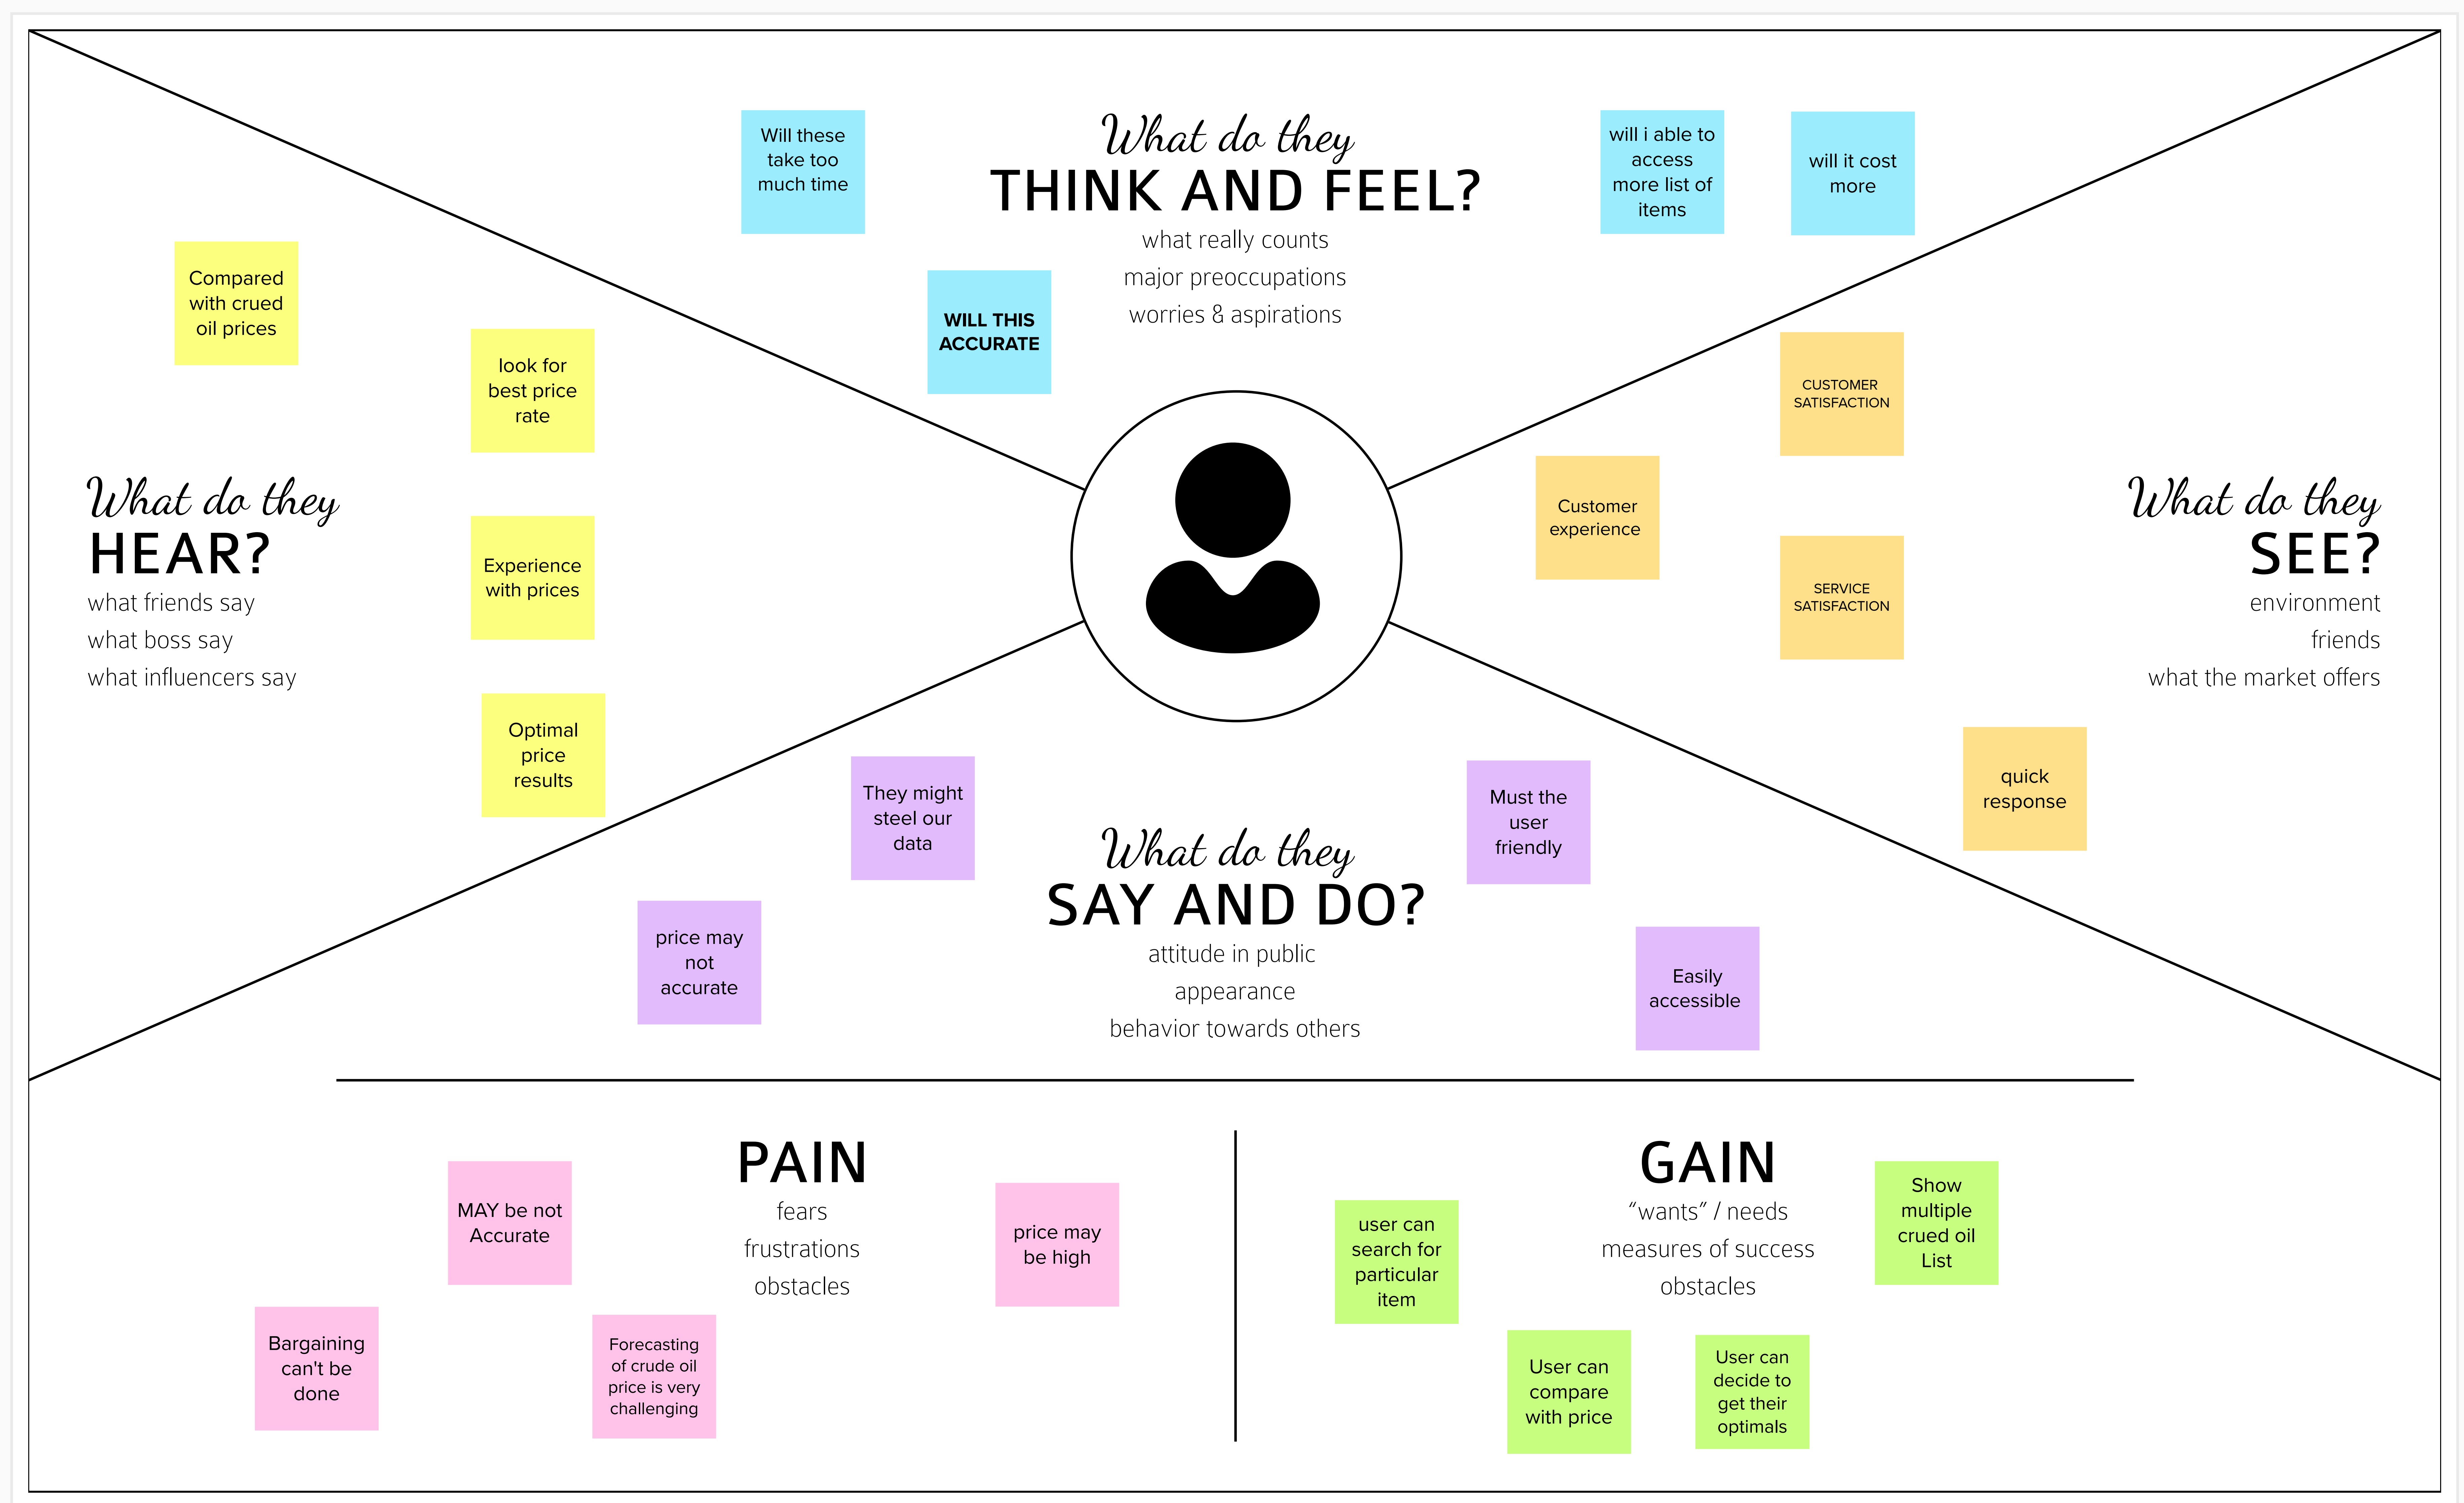 What do they
THINK AND FEEL?
what really counts
major preoccupations
worries & aspirations
Will these
take too
much time
WILL THIS
ACCURATE
will i able to
access
more list of
items
will it cost
more
What do they
HEAR?
what friends say
what boss say
what influencers say
Compared
with crued
oil prices
look for
best price
rate
Experience
with prices
Optimal
price
results
What do they
SEE?
environment
friends
what the market offers
CUSTOMER
SATISFACTION
Customer
experience
SERVICE
SATISFACTION
quick
response
What do they
SAY AND DO?
attitude in public
appearance
behavior towards others
They might
steel our
data
price may
not
accurate
Must the
user
friendly
Easily
accessible
PAIN
fears
frustrations
obstacles
MAY be not
Accurate
price may
be high
Bargaining
can't be
done
Forecasting
of crude oil
price is very
challenging
GAIN
“wants” / needs
measures of success
obstacles
user can
search for
particular
item
Show
multiple
crued oil
List
User can
compare
with price
User can
decide to
get their
optimals